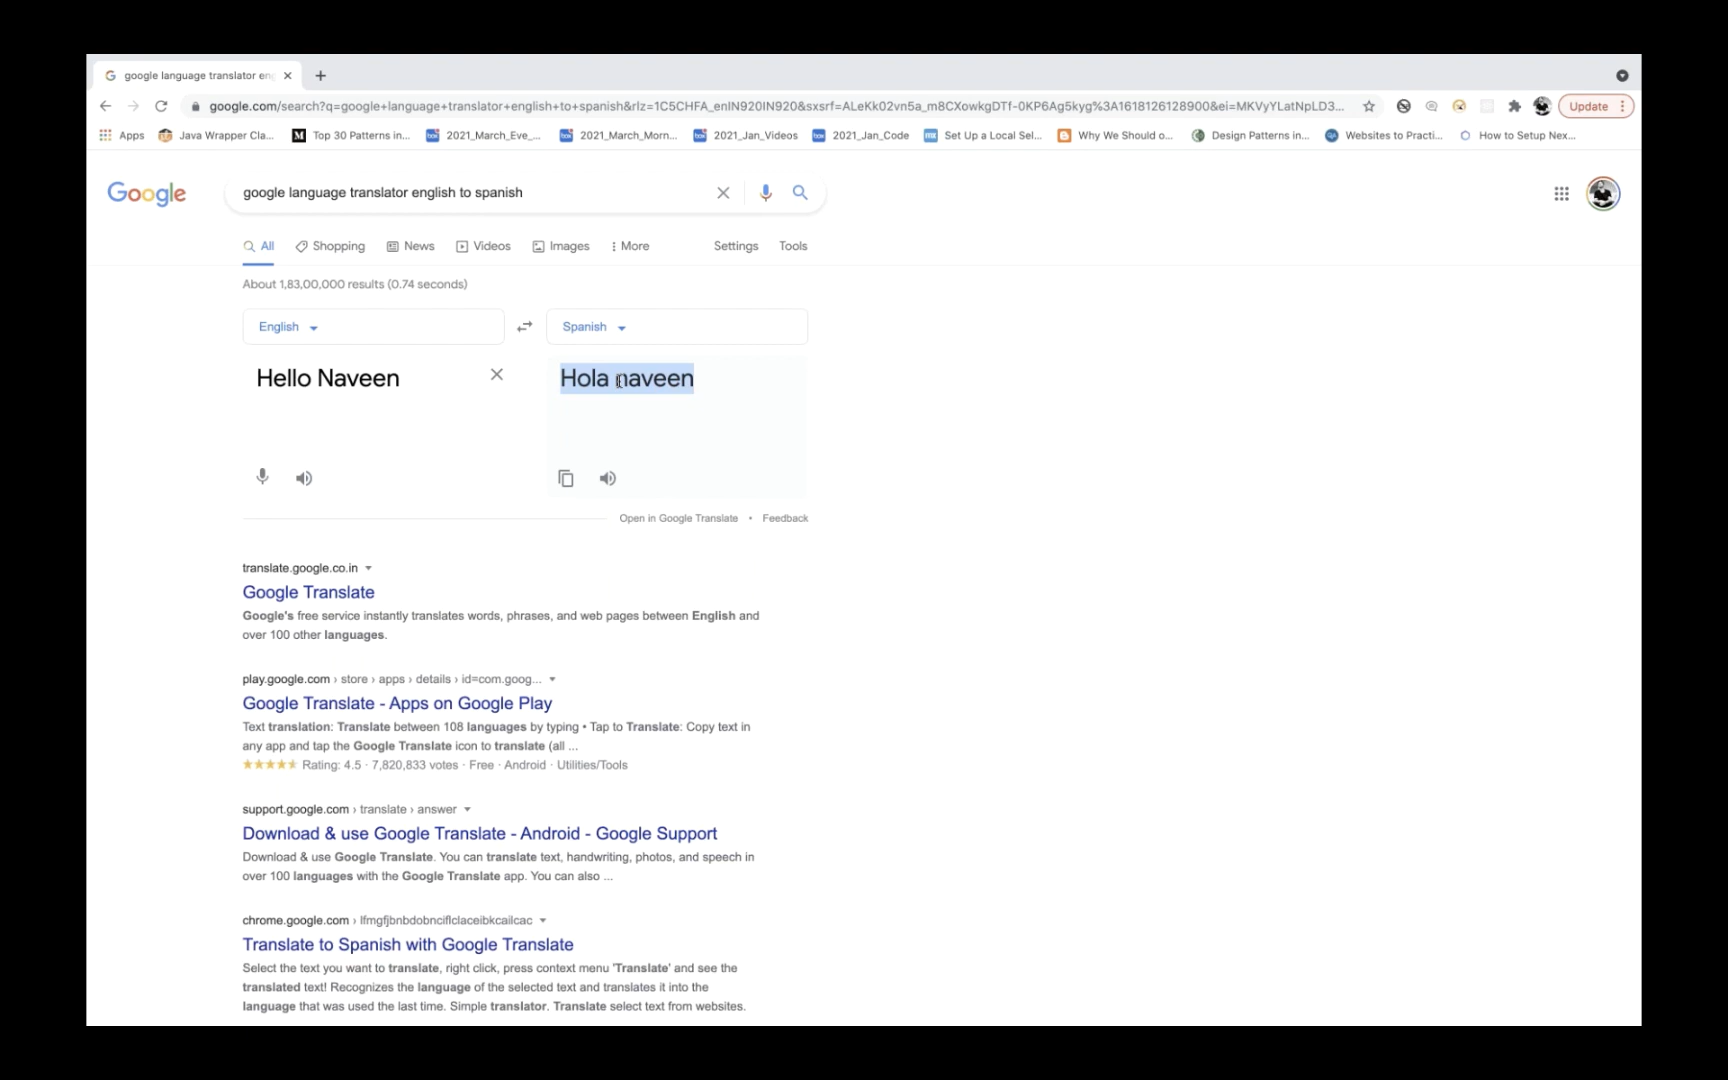 google language translator en
google.com/search?q=google+language+translator+english+to+spanish&rlz=1C5CHFA_enIN920IN920&sxsrf=ALeKk02vn5a_m8CXowkgDTf-0KP6Ag5kyg%3A1618126128900&ei=MKVyYLatNpLD3... Update
Apps Java Wrapper Cla... Top 30 Patterns in... 2021_March_Eve_... 2021_March_Morn... 2021_Jan_Videos 2021_Jan_Code Set Up a Local Sel... Why We Should o... Design Patterns in... Websites to Practi... How to Setup Nex...
Google google language translator english to spanish
All Shopping News Videos Images More Settings Tools
About 1,83,00,000 results (0.74 seconds)
English Spanish
Hello Naveen Hola naveen
Open in Google Translate • Feedback
translate.google.co.in
Google Translate
Google's free service instantly translates words, phrases, and web pages between English and
over 100 other languages.
play.google.com › store › apps › details › id=com.goog...
Google Translate - Apps on Google Play
Text translation: Translate between 108 languages by typing • Tap to Translate: Copy text in
any app and tap the Google Translate icon to translate (all ...
Rating: 4.5 · 7,820,833 votes · Free · Android · Utilities/Tools
support.google.com › translate › answer
Download & use Google Translate - Android - Google Support
Download & use Google Translate. You can translate text, handwriting, photos, and speech in
over 100 languages with the Google Translate app. You can also ...
chrome.google.com › lfmgfjbnbdobnciflclaceibkcailcac
Translate to Spanish with Google Translate
Select the text you want to translate, right click, press context menu 'Translate' and see the
translated text! Recognizes the language of the selected text and translates it into the
language that was used the last time. Simple translator. Translate select text from websites.